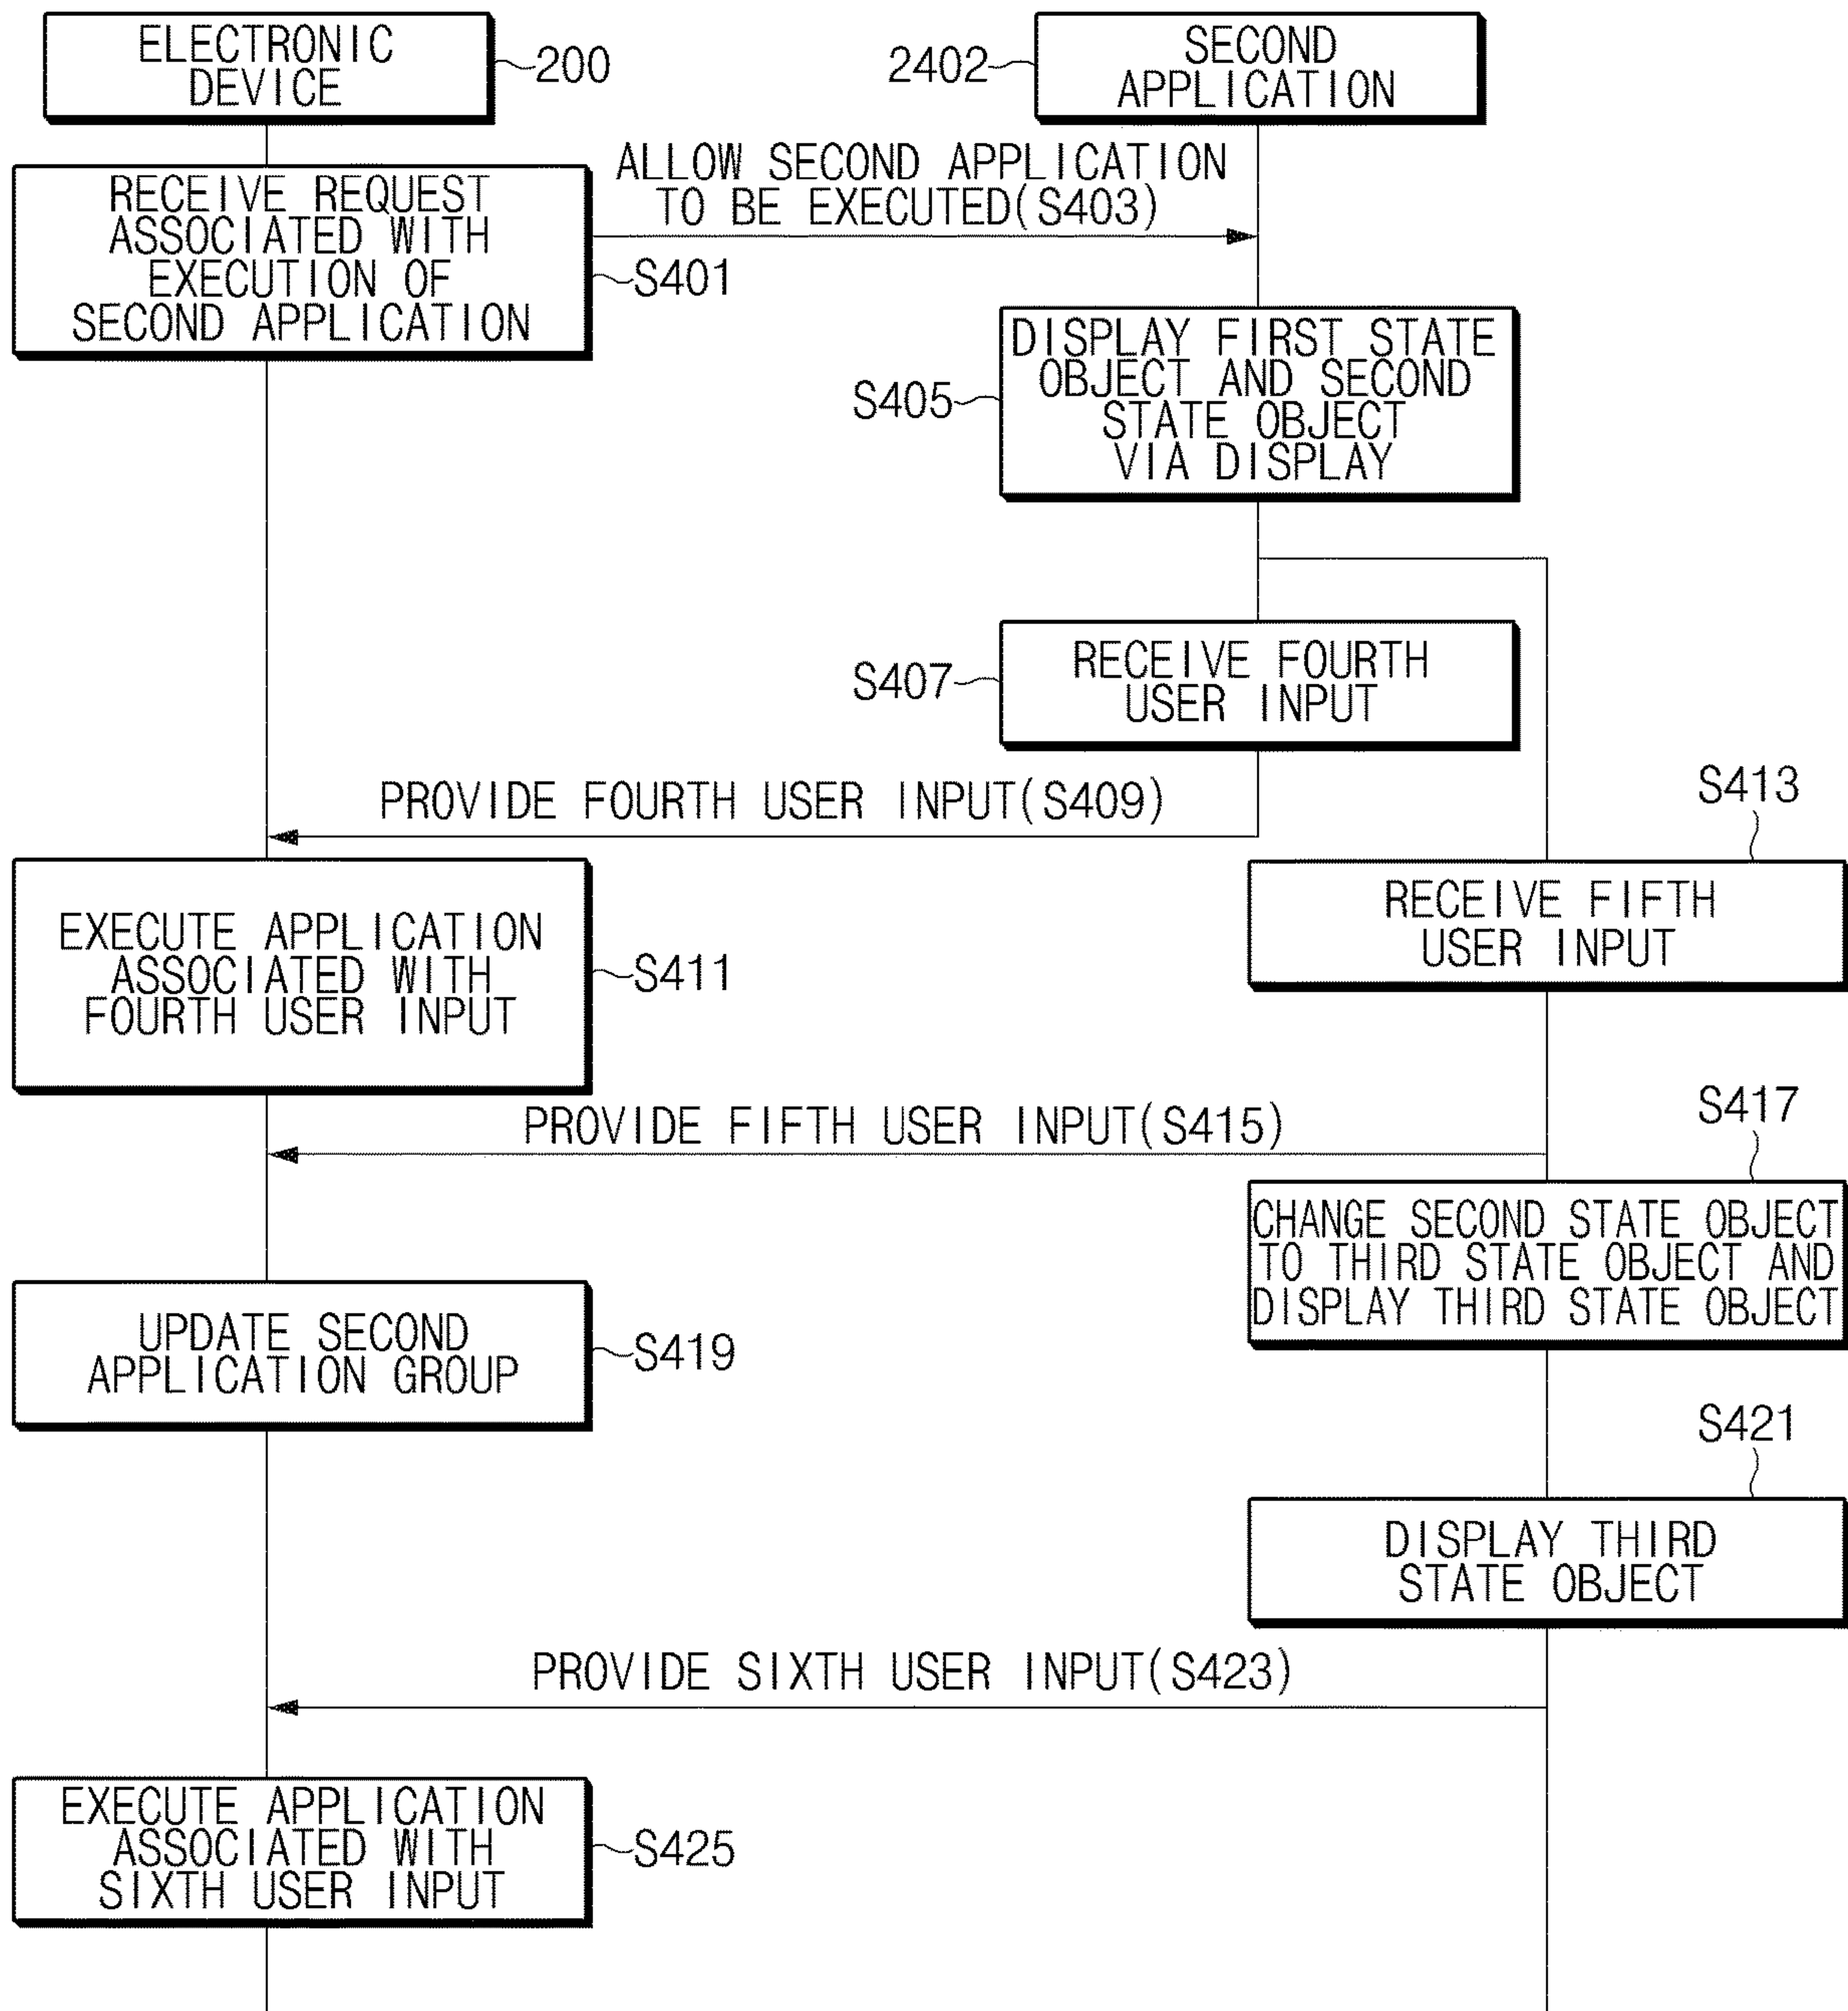 ELECTRONIC
DEVICE
200
2402
SECOND
APPLICATION
RECEIVE REQUEST
ASSOCIATED WITH
EXECUTION OF
SECOND APPLICATION
S401
ALLOW SECOND APPLICATION
TO BE EXECUTED(S403)
S405
DISPLAY FIRST STATE
OBJECT AND SECOND
STATE OBJECT
VIA DISPLAY
S407
RECEIVE FOURTH
USER INPUT
PROVIDE FOURTH USER INPUT(S409)
S413
EXECUTE APPLICATION
ASSOCIATED WITH
FOURTH USER INPUT
S411
RECEIVE FIFTH
USER INPUT
PROVIDE FIFTH USER INPUT(S415)
S417
CHANGE SECOND STATE OBJECT
TO THIRD STATE OBJECT AND
DISPLAY THIRD STATE OBJECT
UPDATE SECOND
APPLICATION GROUP
S419
S421
DISPLAY THIRD
STATE OBJECT
PROVIDE SIXTH USER INPUT(S423)
EXECUTE APPLICATION
ASSOCIATED WITH
SIXTH USER INPUT
S425